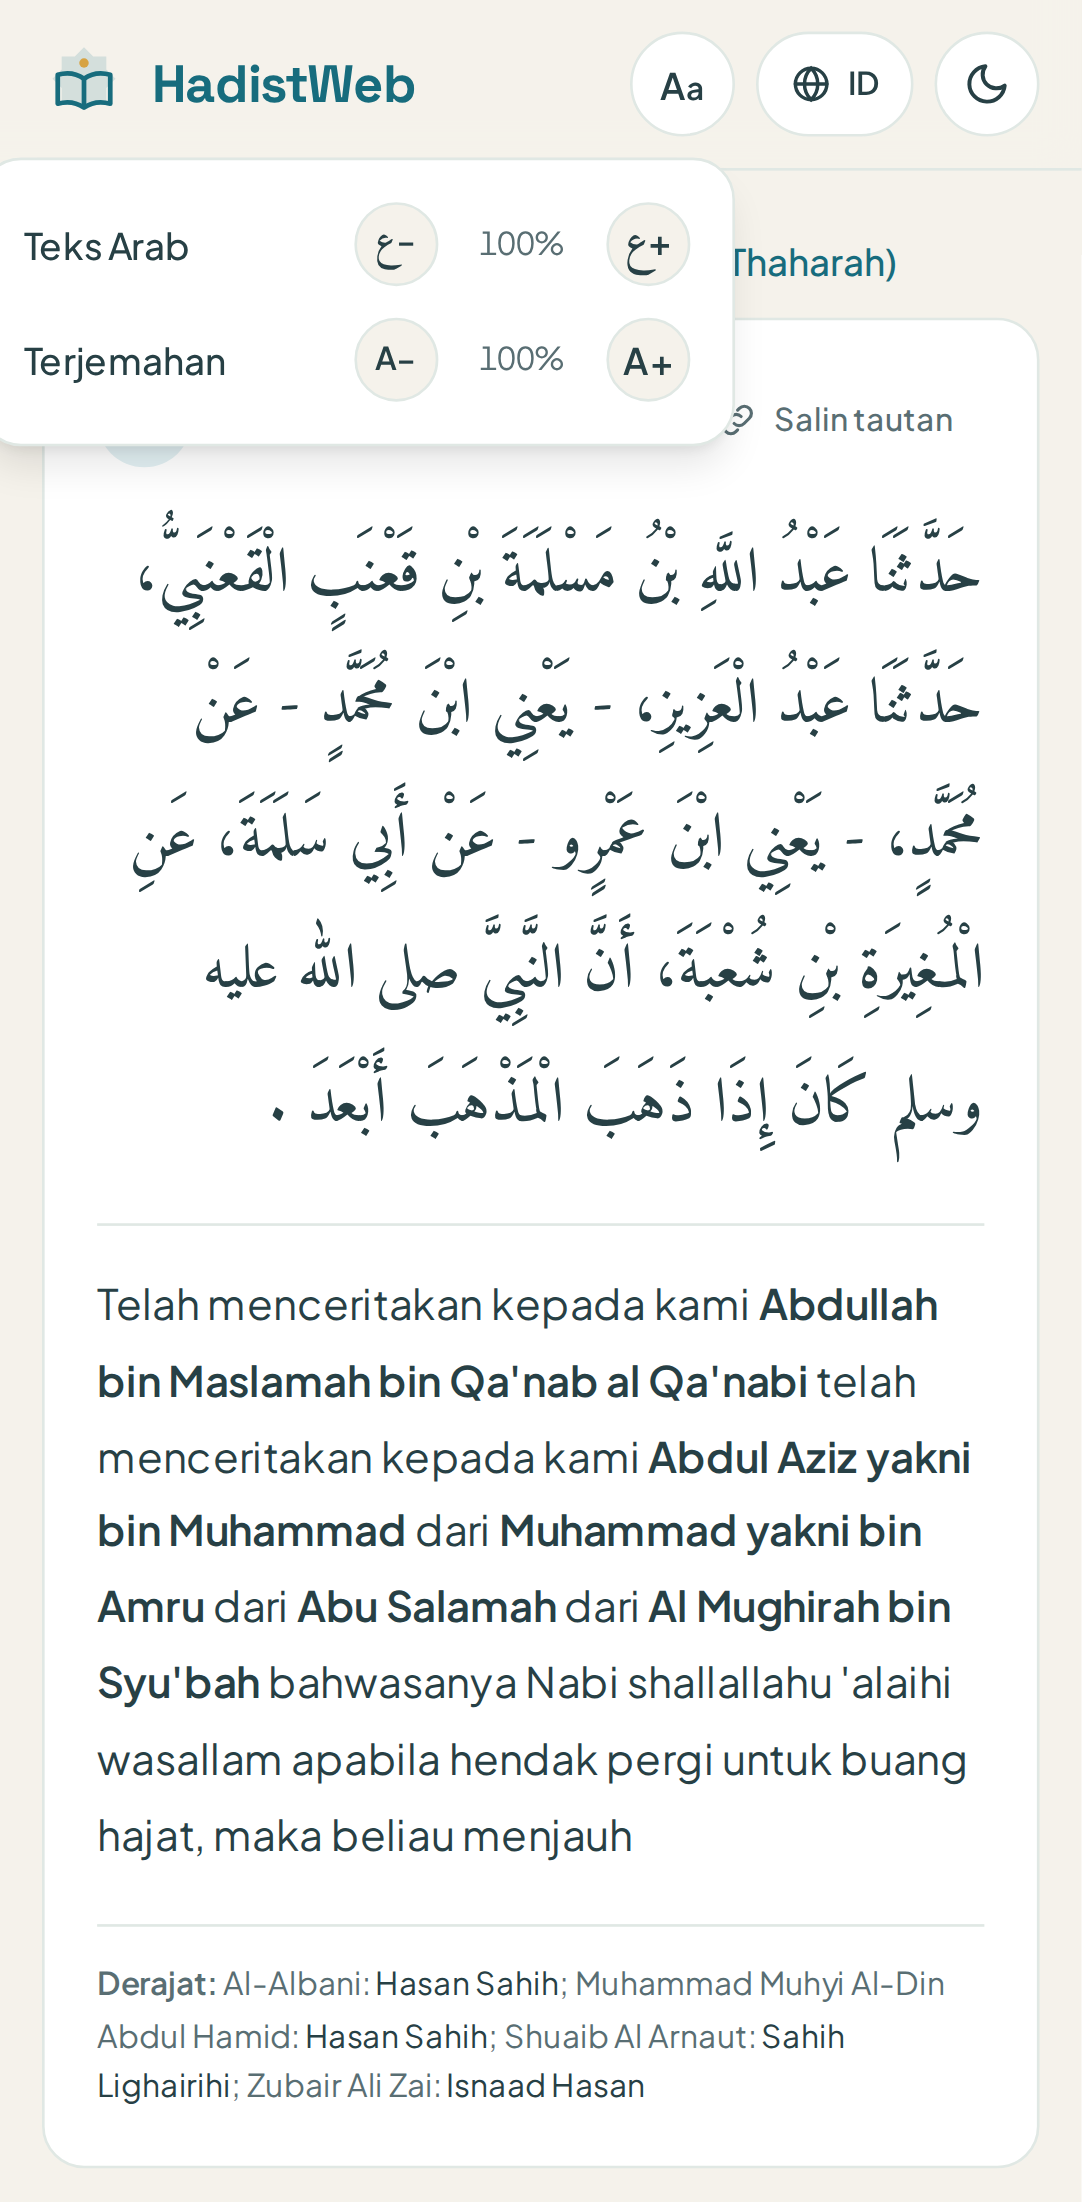 HadistWeb
Aa
ID
Teks Arab
ع−
100%
ع+
Terjemahan
A−
100%
A+
Thaharah)
Salin tautan
حَدَّثَنَا عَبْدُ اللَّهِ بْنُ مَسْلَمَةَ بْنِ قَعْنَبٍ الْقَعْنَبِيُّ،
حَدَّثَنَا عَبْدُ الْعَزِيزِ، - يَعْنِي ابْنَ مُحَمَّدٍ - عَنْ
مُحَمَّدٍ، - يَعْنِي ابْنَ عَمْرٍو - عَنْ أَبِي سَلَمَةَ، عَنِ
الْمُغِيرَةِ بْنِ شُعْبَةَ، أَنَّ النَّبِيَّ صلى الله عليه
وسلم كَانَ إِذَا ذَهَبَ الْمَذْهَبَ أَبْعَدَ .
Telah menceritakan kepada kami Abdullah
bin Maslamah bin Qa'nab al Qa'nabi telah
menceritakan kepada kami Abdul Aziz yakni
bin Muhammad dari Muhammad yakni bin
Amru dari Abu Salamah dari Al Mughirah bin
Syu'bah bahwasanya Nabi shallallahu 'alaihi
wasallam apabila hendak pergi untuk buang
hajat, maka beliau menjauh
Derajat: Al-Albani: Hasan Sahih; Muhammad Muhyi Al-Din
Abdul Hamid: Hasan Sahih; Shuaib Al Arnaut: Sahih
Lighairihi; Zubair Ali Zai: Isnaad Hasan